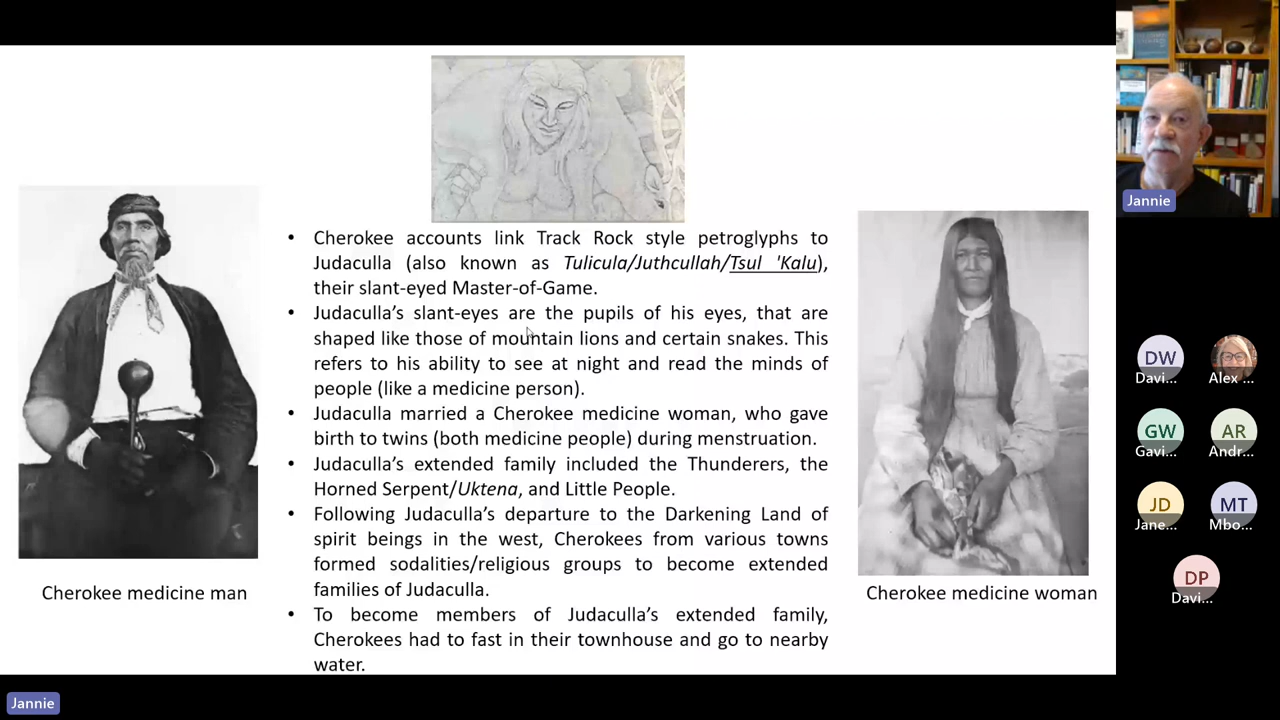 • Cherokee accounts link Track Rock style petroglyphs to
Judaculla (also known as Tulicula/Juthcullah/Tsul 'Kalu),
their slant-eyed Master-of-Game.
• Judaculla's slant-eyes are the pupils of his eyes, that are
shaped like those of mountain lions and certain snakes. This
refers to his ability to see at night and read the minds of
people (like a medicine person).
• Judaculla married a Cherokee medicine woman, who gave
birth to twins (both medicine people) during menstruation.
• Judaculla's extended family included the Thunderers, the
Horned Serpent/Uktena, and Little People.
• Following Judaculla's departure to the Darkening Land of
spirit beings in the west, Cherokees from various towns
formed sodalities/religious groups to become extended
families of Judaculla.
• To become members of Judaculla's extended family,
Cherokees had to fast in their townhouse and go to nearby
water.
Cherokee medicine man
Cherokee medicine woman
Jannie
DW
Davi...
Alex ...
GW
Gavi...
AR
Andr...
JD
Jane...
MT
Mbo...
DP
Davi...
Jannie